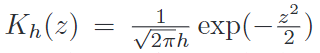 K_h(z) = \frac{1}{\sqrt{2\pi}h} \exp(-\frac{z^2}{2})